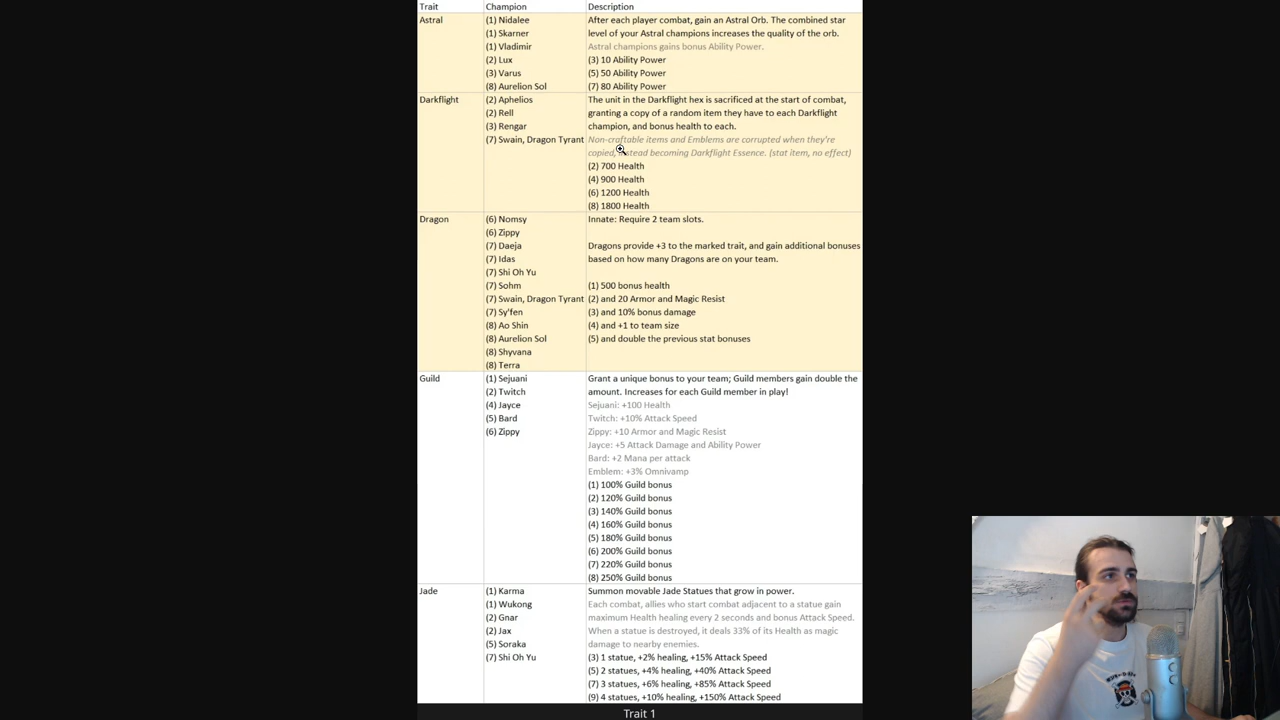 Trait Champion Description
Astral (1) Nidalee After each player combat, gain an Astral Orb. The combined star
(1) Skarner level of your Astral champions increases the quality of the orb.
(1) Vladimir Astral champions gains bonus Ability Power.
(2) Lux (3) 10 Ability Power
(3) Varus (5) 50 Ability Power
(8) Aurelion Sol (7) 80 Ability Power
Darkflight (2) Aphelios The unit in the Darkflight hex is sacrificed at the start of combat,
(2) Rell granting a copy of a random item they have to each Darkflight
(3) Rengar champion, and bonus health to each.
(7) Swain, Dragon Tyrant Non-craftable items and Emblems are corrupted when they're
copied, instead becoming Darkflight Essence. (stat item, no effect)
(2) 700 Health
(4) 900 Health
(6) 1200 Health
(8) 1800 Health
Dragon (6) Nomsy Innate: Require 2 team slots.
(6) Zippy
(7) Daeja Dragons provide +3 to the marked trait, and gain additional bonuses
(7) Idas based on how many Dragons are on your team.
(7) Shi Oh Yu
(7) Sohm (1) 500 bonus health
(7) Swain, Dragon Tyrant (2) and 20 Armor and Magic Resist
(7) Sy'fen (3) and 10% bonus damage
(8) Ao Shin (4) and +1 to team size
(8) Aurelion Sol (5) and double the previous stat bonuses
(8) Shyvana
(8) Terra
Guild (1) Sejuani Grant a unique bonus to your team; Guild members gain double the
(2) Twitch amount. Increases for each Guild member in play!
(4) Jayce Sejuani: +100 Health
(5) Bard Twitch: +10% Attack Speed
(6) Zippy Zippy: +10 Armor and Magic Resist
Jayce: +5 Attack Damage and Ability Power
Bard: +2 Mana per attack
Emblem: +3% Omnivamp
(1) 100% Guild bonus
(2) 120% Guild bonus
(3) 140% Guild bonus
(4) 160% Guild bonus
(5) 180% Guild bonus
(6) 200% Guild bonus
(7) 220% Guild bonus
(8) 250% Guild bonus
Jade (1) Karma Summon movable Jade Statues that grow in power.
(1) Wukong Each combat, allies who start combat adjacent to a statue gain
(2) Gnar maximum Health healing every 2 seconds and bonus Attack Speed.
(2) Jax When a statue is destroyed, it deals 33% of its Health as magic
(5) Soraka damage to nearby enemies.
(7) Shi Oh Yu (3) 1 statue, +2% healing, +15% Attack Speed
(5) 2 statues, +4% healing, +40% Attack Speed
(7) 3 statues, +6% healing, +85% Attack Speed
(9) 4 statues, +10% healing, +150% Attack Speed
Trait 1